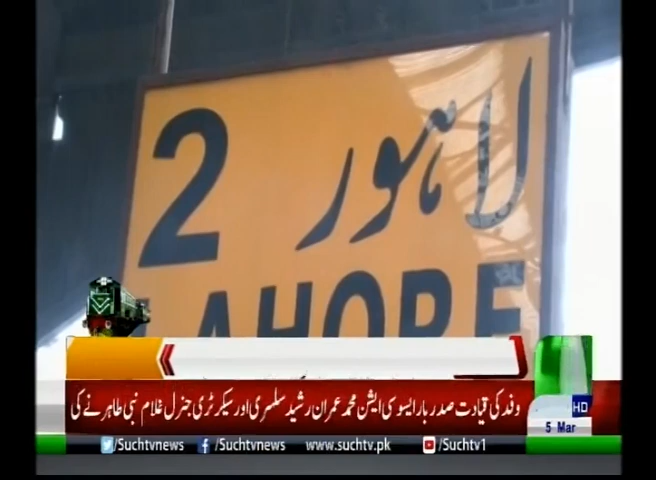 2 لاہور
LAHORE
HD
وفد کی قیادت صدر بار ایسوسی ایشن محمد عمران رشید سلہری اور سیکرٹری جنرل غلام نبی طاہر نے کی
5 Mar
/Suchtvnews /Suchtvnews www.suchtv.pk /Suchtv1